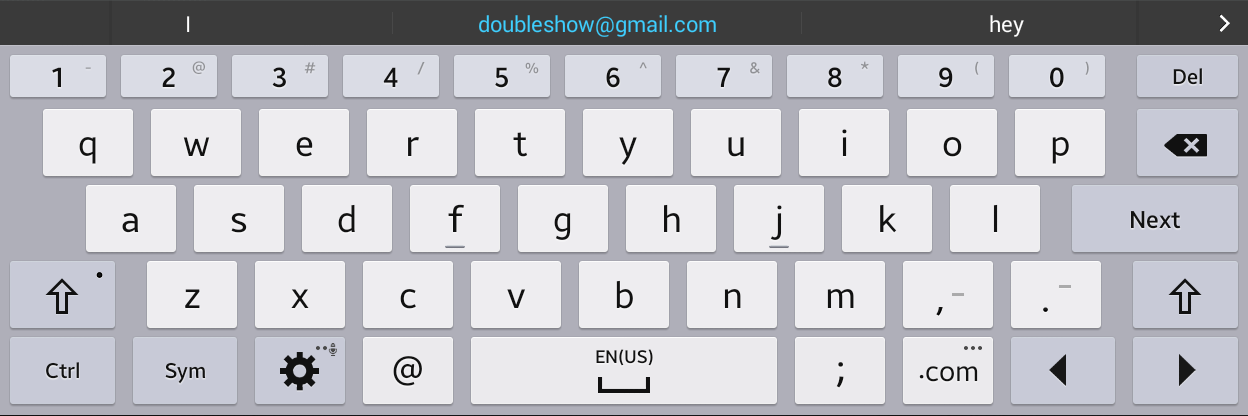 I doubleshow@gmail.com hey >
1 - 2 @ 3 # 4 / 5 % 6 ^ 7 & 8 * 9 ( 0 ) Del
q w e r t y u i o p
a s d f g h j k l Next
z x c v b n m , - . -
Ctrl Sym @ EN(US) ; .com